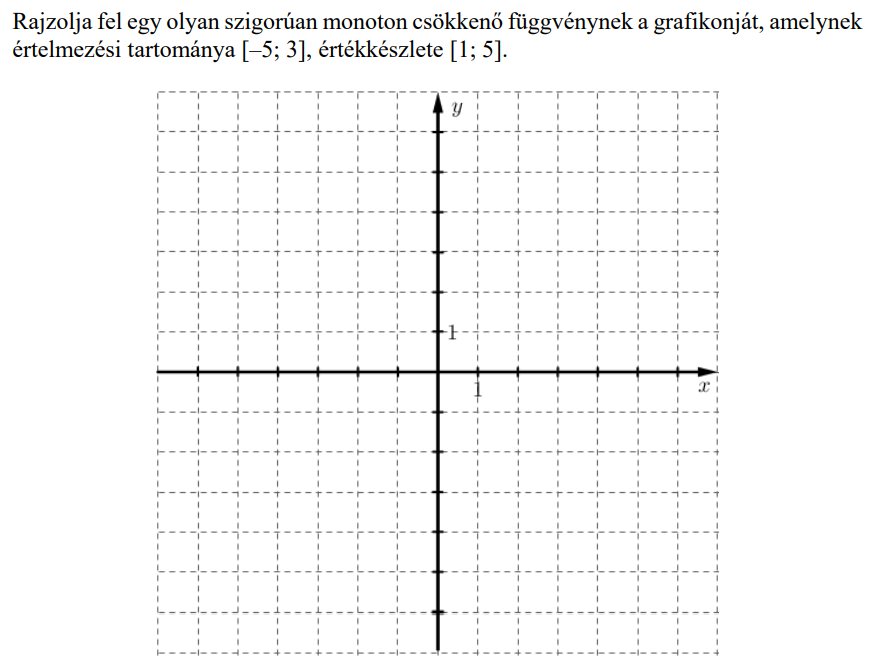 Rajzolja fel egy olyan szigorúan monoton csökkenő függvénynek a grafikonját, amelynek
értelmezési tartománya [–5; 3], értékkészlete [1; 5].
y
1
1
x